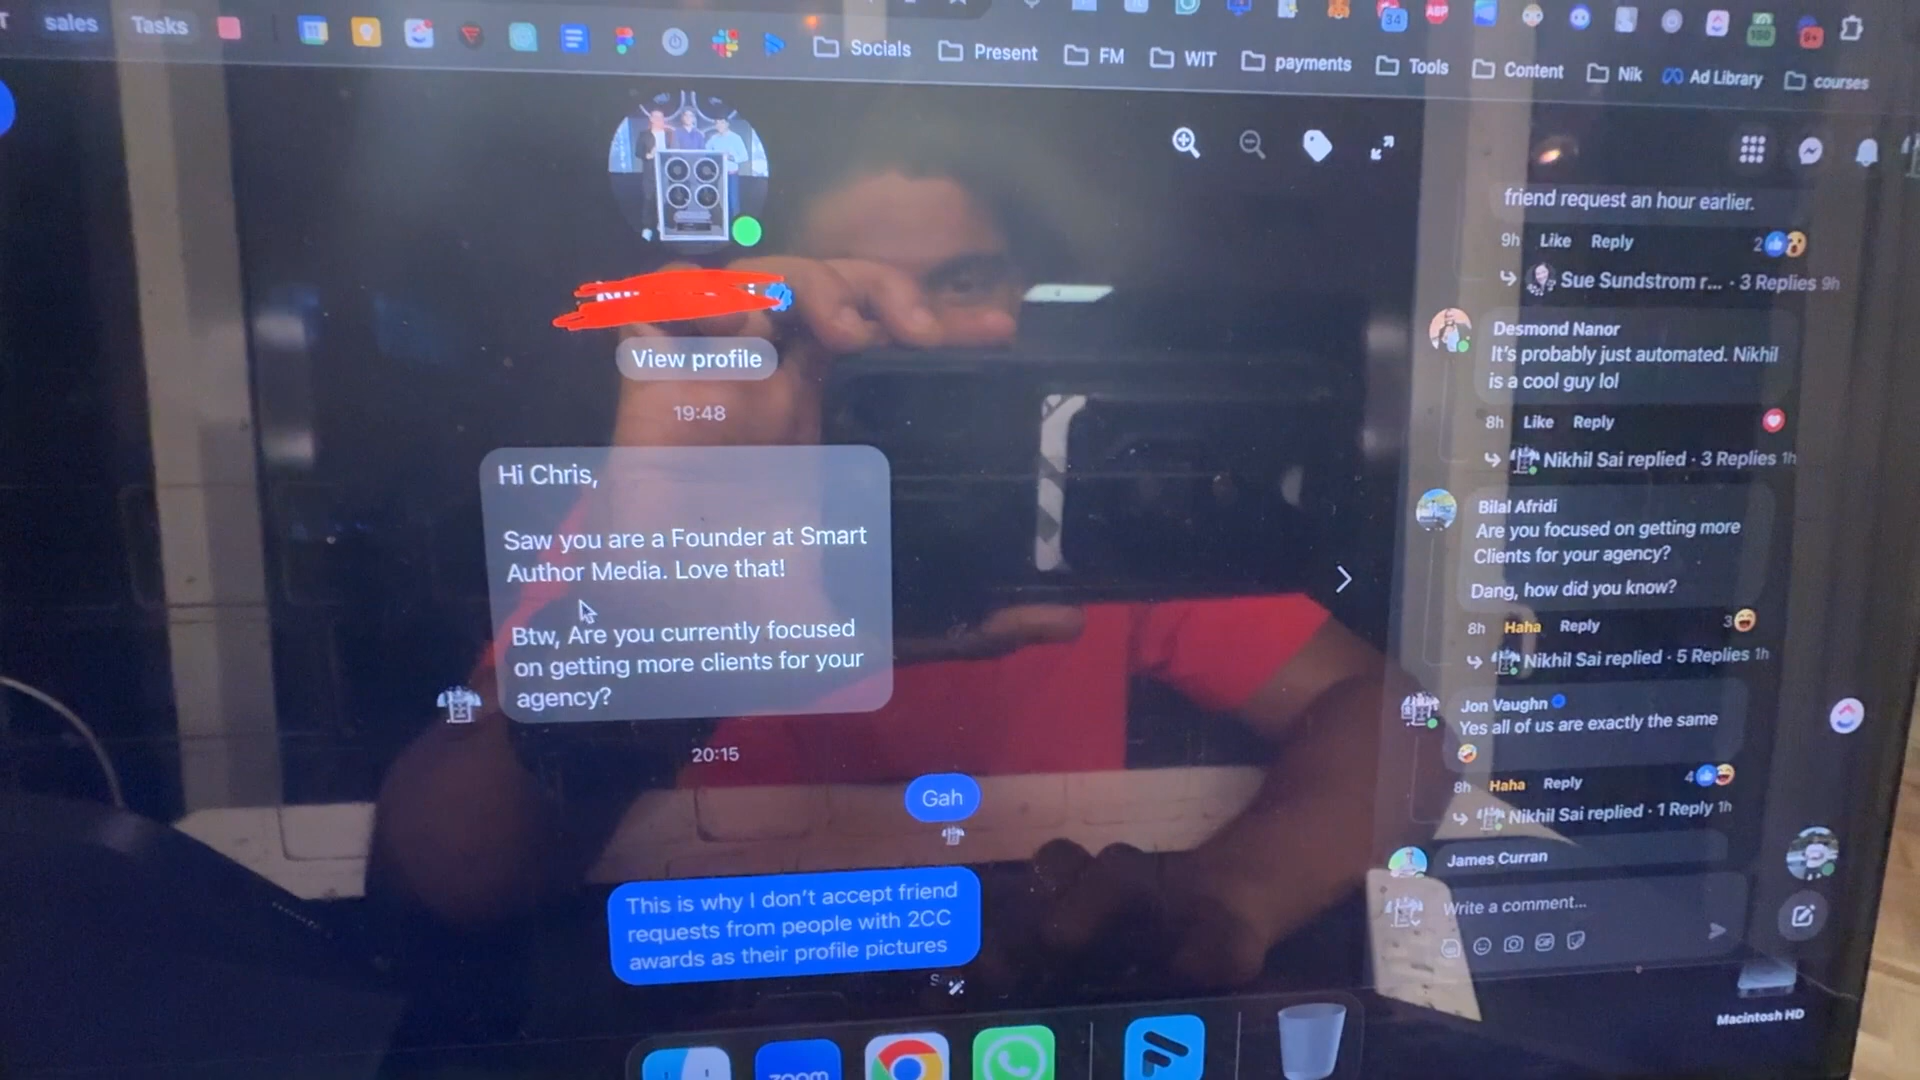 sales
Tasks
Socials
Present
FM
WIT
payments
Tools
Content
Nik
Ad Library
courses
34
ABP
View profile
19:48
Hi Chris,
Saw you are a Founder at Smart
Author Media. Love that!
Btw, Are you currently focused
on getting more clients for your
agency?
20:15
Gah
This is why I don't accept friend
requests from people with 2CC
awards as their profile pictures
friend request an hour earlier.
9h Like Reply 2
Sue Sundstrom r... · 3 Replies 9h
Desmond Nanor
It's probably just automated. Nikhil
is a cool guy lol
8h Like Reply
Nikhil Sai replied · 3 Replies 1h
Bilal Afridi
Are you focused on getting more
Clients for your agency?
Dang, how did you know?
8h Haha Reply 3
Nikhil Sai replied · 5 Replies 1h
Jon Vaughn
Yes all of us are exactly the same
8h Haha Reply 4
Nikhil Sai replied · 1 Reply 1h
James Curran
Write a comment...
GIF
Macintosh HD
zoom